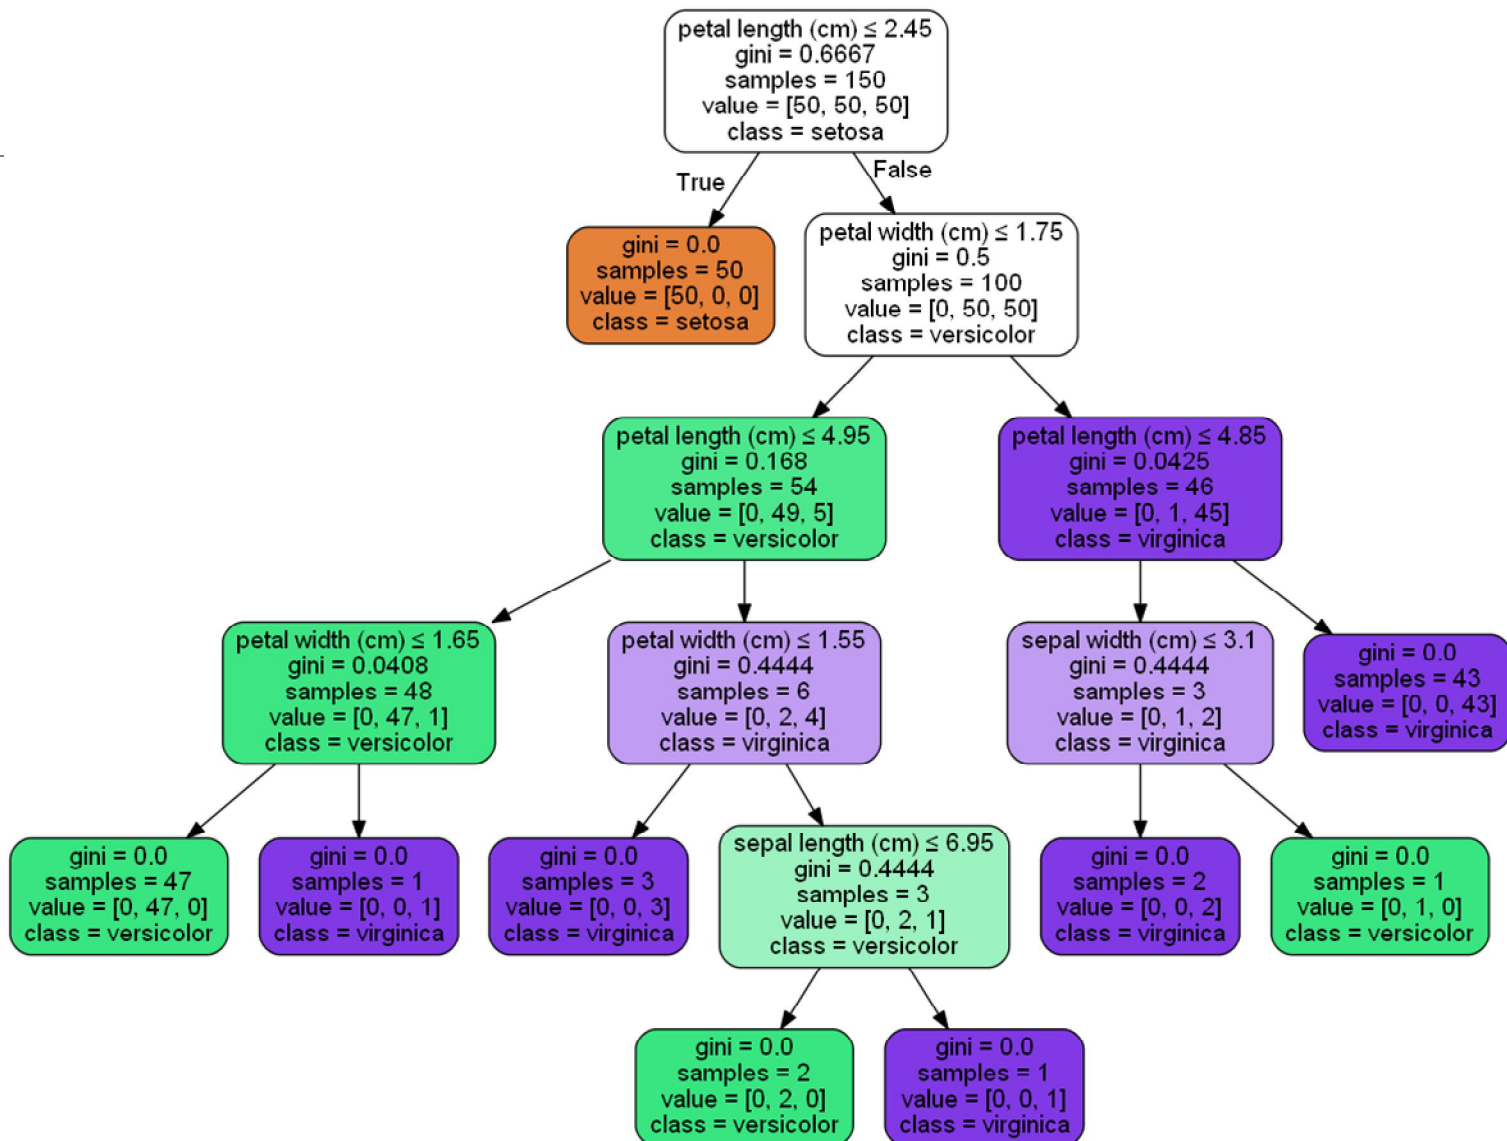 petal length (cm) ≤ 2.45
gini = 0.6667
samples = 150
value = [50, 50, 50]
class = setosa
True
False
gini = 0.0
samples = 50
value = [50, 0, 0]
class = setosa
petal width (cm) ≤ 1.75
gini = 0.5
samples = 100
value = [0, 50, 50]
class = versicolor
petal length (cm) ≤ 4.95
gini = 0.168
samples = 54
value = [0, 49, 5]
class = versicolor
petal length (cm) ≤ 4.85
gini = 0.0425
samples = 46
value = [0, 1, 45]
class = virginica
petal width (cm) ≤ 1.65
gini = 0.0408
samples = 48
value = [0, 47, 1]
class = versicolor
petal width (cm) ≤ 1.55
gini = 0.4444
samples = 6
value = [0, 2, 4]
class = virginica
sepal width (cm) ≤ 3.1
gini = 0.4444
samples = 3
value = [0, 1, 2]
class = virginica
gini = 0.0
samples = 43
value = [0, 0, 43]
class = virginica
gini = 0.0
samples = 47
value = [0, 47, 0]
class = versicolor
gini = 0.0
samples = 1
value = [0, 0, 1]
class = virginica
gini = 0.0
samples = 3
value = [0, 0, 3]
class = virginica
sepal length (cm) ≤ 6.95
gini = 0.4444
samples = 3
value = [0, 2, 1]
class = versicolor
gini = 0.0
samples = 2
value = [0, 0, 2]
class = virginica
gini = 0.0
samples = 1
value = [0, 1, 0]
class = versicolor
gini = 0.0
samples = 2
value = [0, 2, 0]
class = versicolor
gini = 0.0
samples = 1
value = [0, 0, 1]
class = virginica